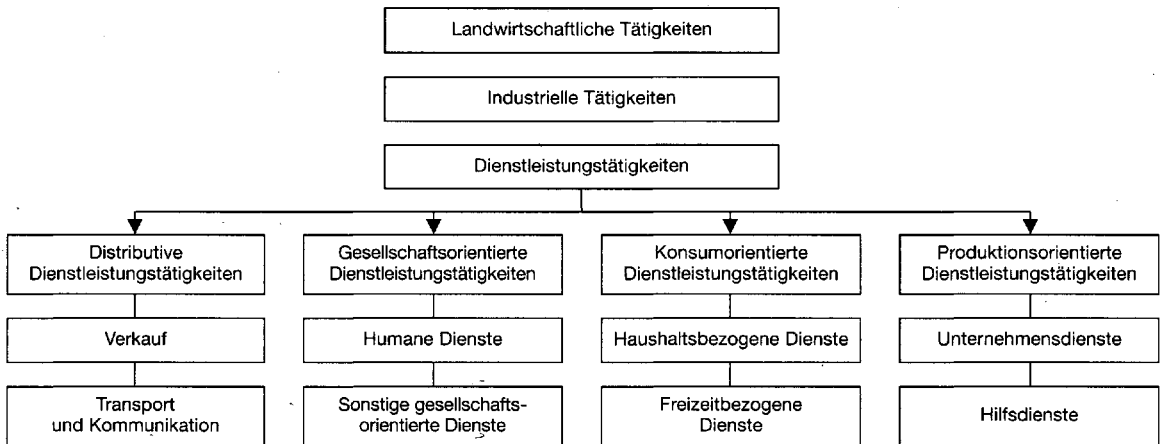 Landwirtschaftliche Tätigkeiten
Industrielle Tätigkeiten
Dienstleistungstätigkeiten
Distributive
Dienstleistungstätigkeiten
Gesellschaftsorientierte
Dienstleistungstätigkeiten
Konsumorientierte
Dienstleistungstätigkeiten
Produktionsorientierte
Dienstleistungstätigkeiten
Verkauf
Humane Dienste
Haushaltsbezogene Dienste
Unternehmensdienste
Transport
und Kommunikation
Sonstige gesellschafts-
orientierte Dienste
Freizeitbezogene
Dienste
Hilfsdienste